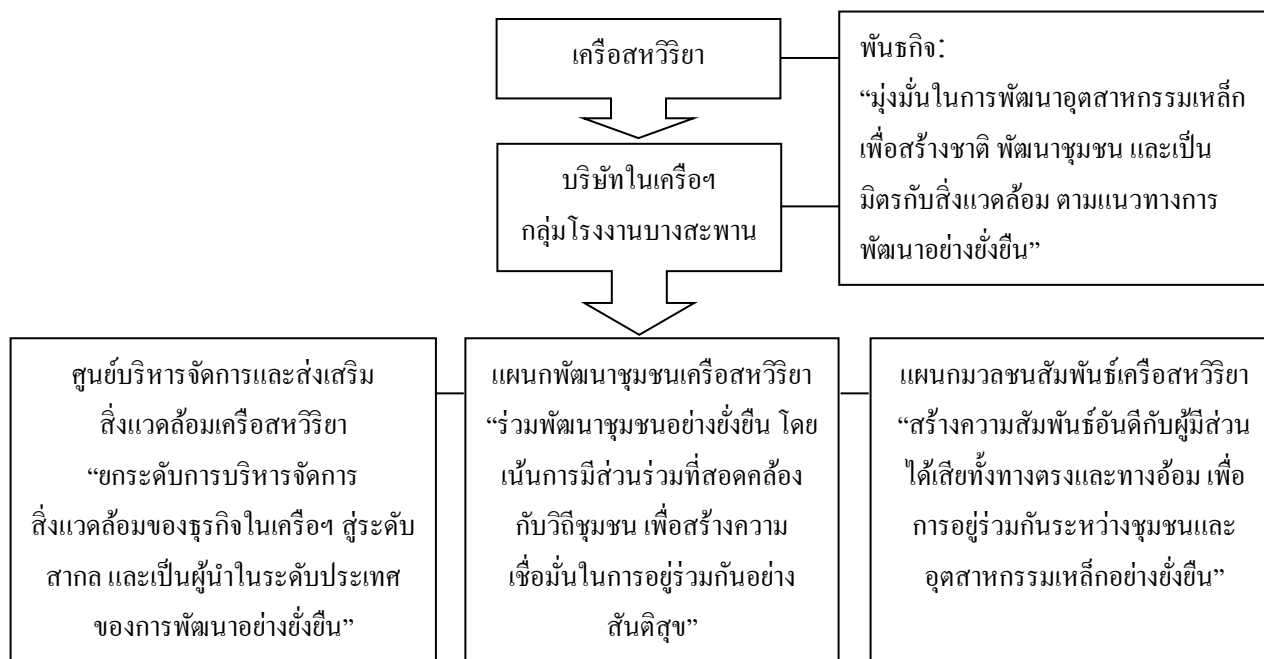 เครือสหวิริยา
พันธกิจ:
“มุ่งมั่นในการพัฒนาอุตสาหกรรมเหล็ก
เพื่อสร้างชาติ พัฒนาชุมชน และเป็น
มิตรกับสิ่งแวดล้อม ตามแนวทางการ
พัฒนาอย่างยั่งยืน”
บริษัทในเครือฯ
กลุ่มโรงงานบางสะพาน
ศูนย์บริหารจัดการและส่งเสริม
สิ่งแวดล้อมเครือสหวิริยา
“ยกระดับการบริหารจัดการ
สิ่งแวดล้อมของธุรกิจในเครือฯ สู่ระดับ
สากล และเป็นผู้นำในระดับประเทศ
ของการพัฒนาอย่างยั่งยืน”
แผนกพัฒนาชุมชนเครือสหวิริยา
“ร่วมพัฒนาชุมชนอย่างยั่งยืน โดย
เน้นการมีส่วนร่วมที่สอดคล้อง
กับวิถีชุมชน เพื่อสร้างความ
เชื่อมั่นในการอยู่ร่วมกันอย่าง
สันติสุข”
แผนกมวลชนสัมพันธ์เครือสหวิริยา
“สร้างความสัมพันธ์อันดีกับผู้มีส่วน
ได้เสียทั้งทางตรงและทางอ้อม เพื่อ
การอยู่ร่วมกันระหว่างชุมชนและ
อุตสาหกรรมเหล็กอย่างยั่งยืน”